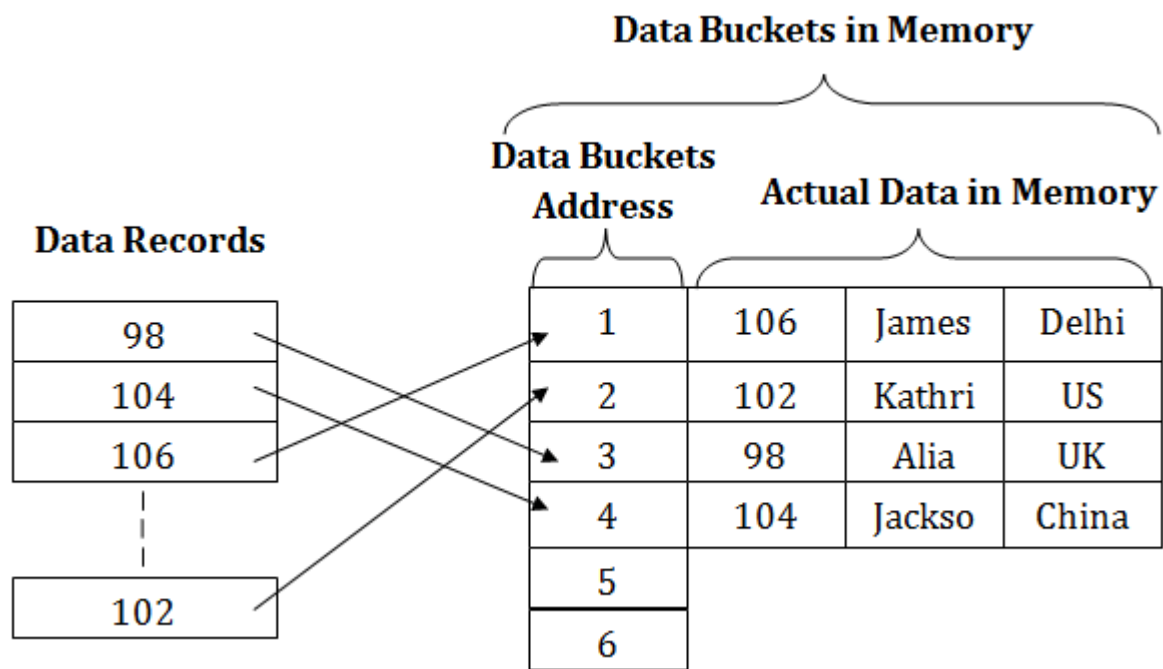 Data Buckets in Memory
Data Buckets
Address
Actual Data in Memory
Data Records
98
104
106
102
1 106 James Delhi
2 102 Kathri US
3 98 Alia UK
4 104 Jackso China
5
6